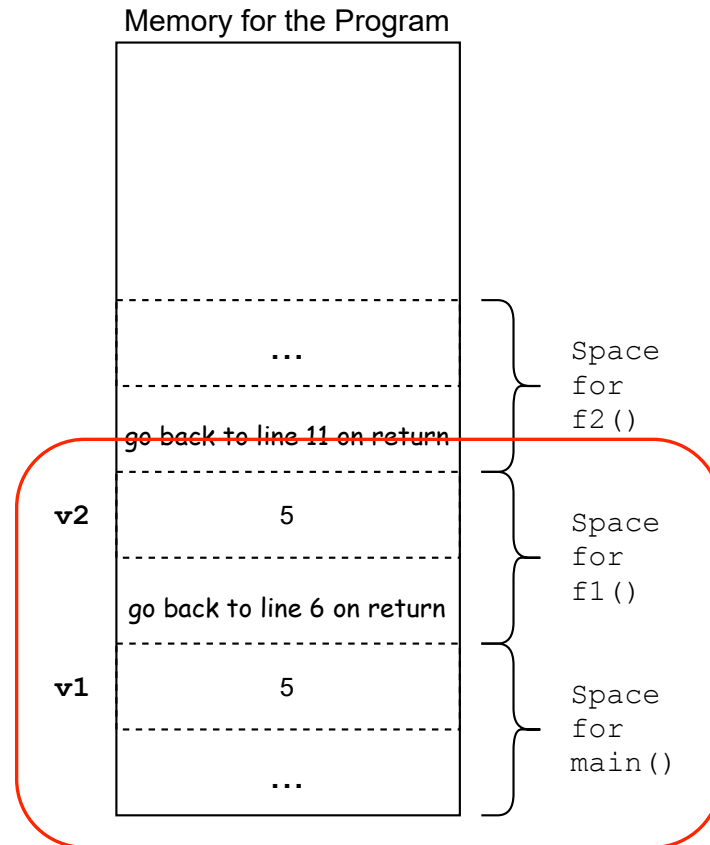 Memory for the Program
...
Space
for
f2()
go back to line 11 on return
v2
5
Space
for
f1()
go back to line 6 on return
v1
5
Space
for
main()
...